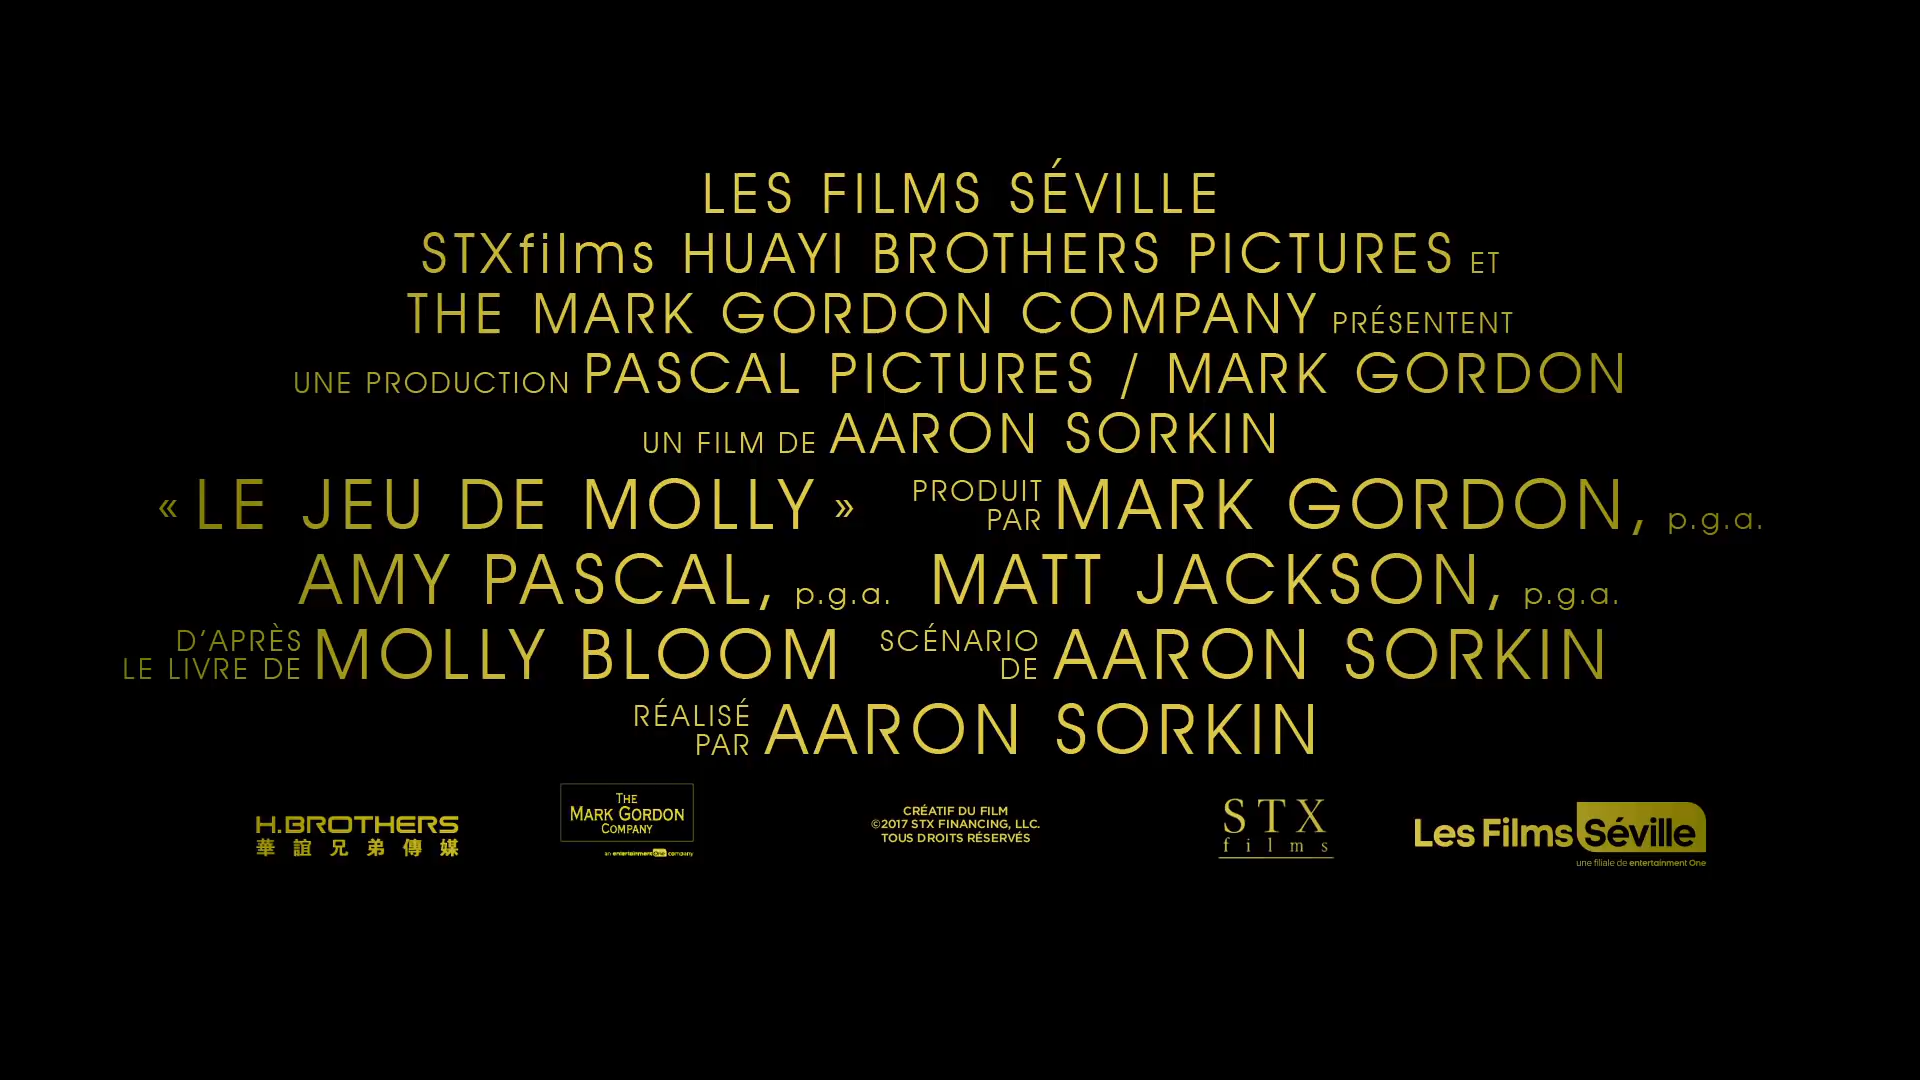 LES FILMS SÉVILLE
STXfilms HUAYI BROTHERS PICTURES ET
THE MARK GORDON COMPANY PRÉSENTENT
UNE PRODUCTION PASCAL PICTURES / MARK GORDON
UN FILM DE AARON SORKIN
« LE JEU DE MOLLY » PRODUIT PAR MARK GORDON, p.g.a.
AMY PASCAL, p.g.a. MATT JACKSON, p.g.a.
D'APRÈS LE LIVRE DE MOLLY BLOOM SCÉNARIO DE AARON SORKIN
RÉALISÉ PAR AARON SORKIN
H.BROTHERS
華誼兄弟傳媒
THE
MARK GORDON
COMPANY
an entertainment One company
CRÉATIF DU FILM
©2017 STX FINANCING, LLC.
TOUS DROITS RÉSERVÉS
STX
films
Les Films Séville
une filiale de entertainment One